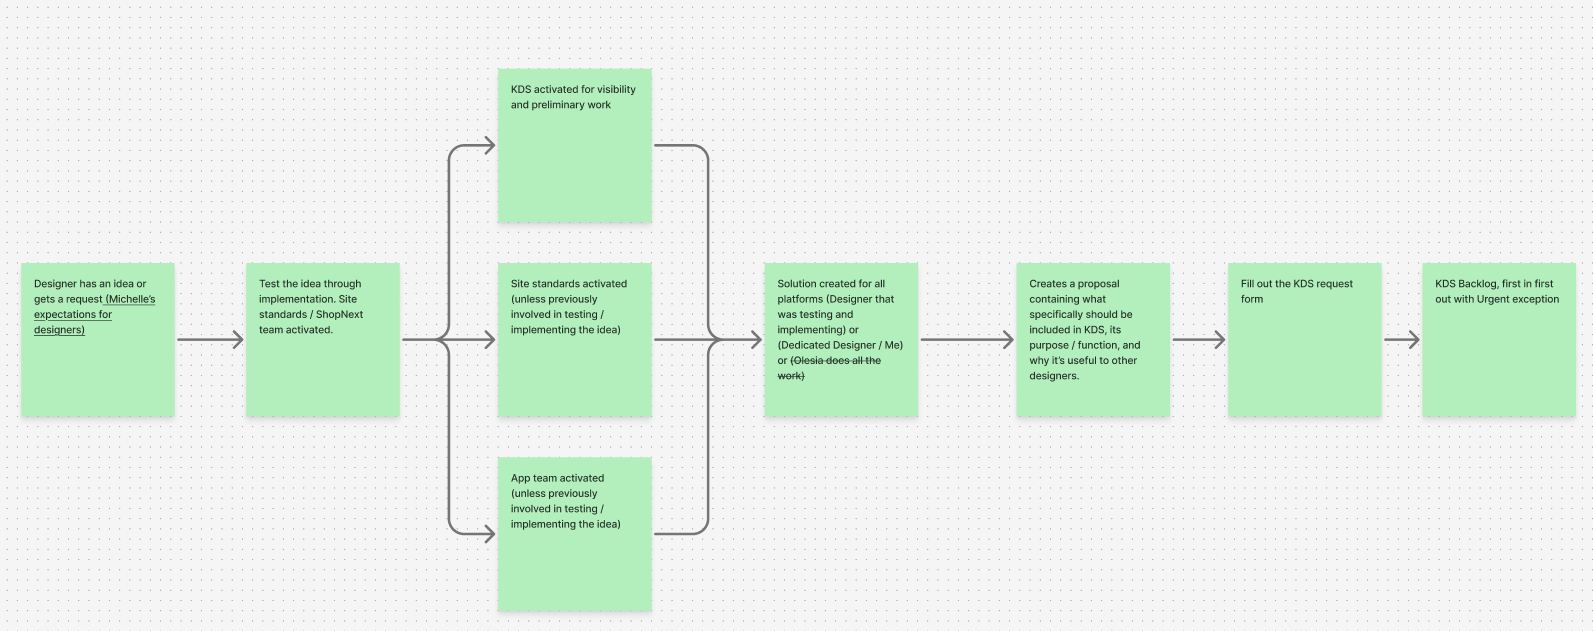 Designer has an idea or
gets a request (Michelle's
expectations for
designers)
Test the idea through
implementation. Site
standards / ShopNext
team activated.
KDS activated for visibility
and preliminary work
Site standards activated
(unless previously
involved in testing /
implementing the idea)
App team activated
(unless previously
involved in testing /
implementing the idea)
Solution created for all
platforms (Designer that
was testing and
implementing) or
(Dedicated Designer / Me)
or (Olesia does all the
work)
Creates a proposal
containing what
specifically should be
included in KDS, its
purpose / function, and
why it's useful to other
designers.
Fill out the KDS request
form
KDS Backlog, first in first
out with Urgent exception